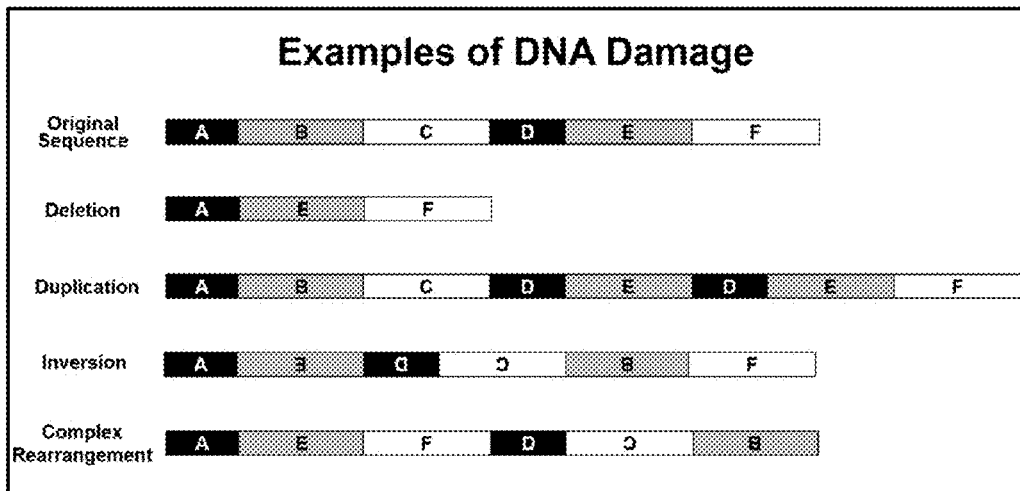 Examples of DNA Damage
Original
Sequence
A B C D E F
Deletion
A E F
Duplication
A B C D E D E F
Inversion
A E D C B F
Complex
Rearrangement
A E F D C B